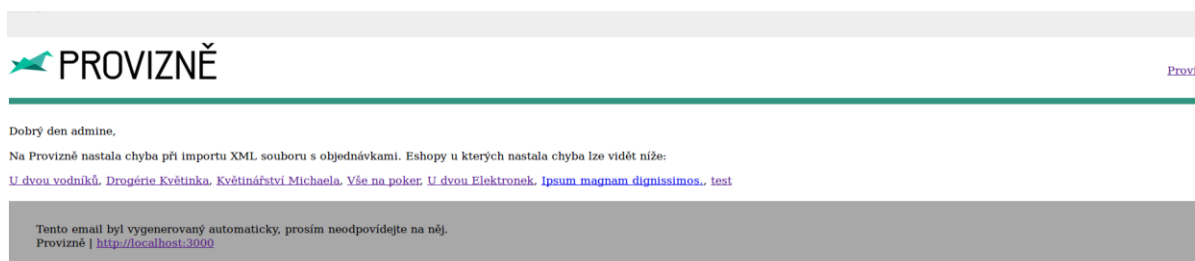 PROVIZNĚ
Provi
Dobrý den admine,
Na Provizně nastala chyba při importu XML souboru s objednávkami. Eshopy u kterých nastala chyba lze vidět níže:
U dvou vodníků, Drogérie Květinka, Květinářství Michaela, Vše na poker, U dvou Elektronek, Ipsum magnam dignissimos., test
Tento email byl vygenerovaný automaticky, prosím neodpovídejte na něj.
Provizně | http://localhost:3000